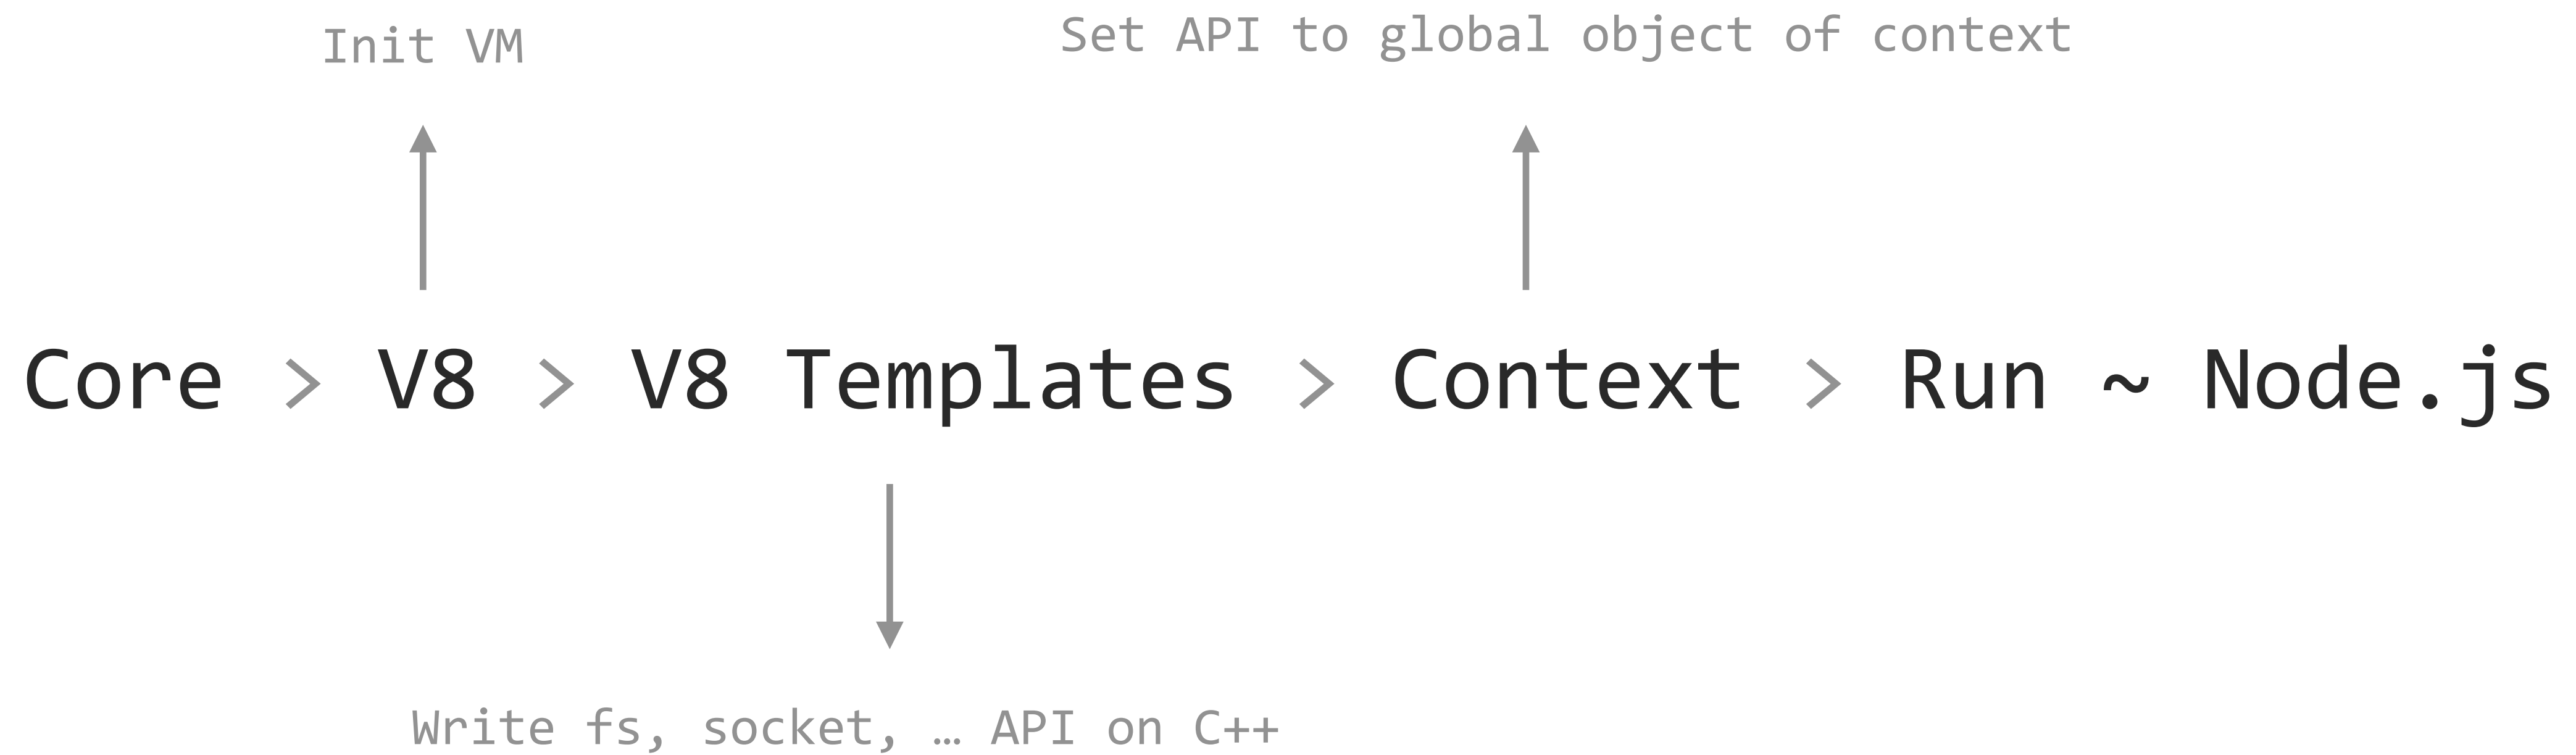 Init VM
Set API to global object of context
Core > V8 > V8 Templates > Context > Run ~ Node.js
Write fs, socket, … API on C++